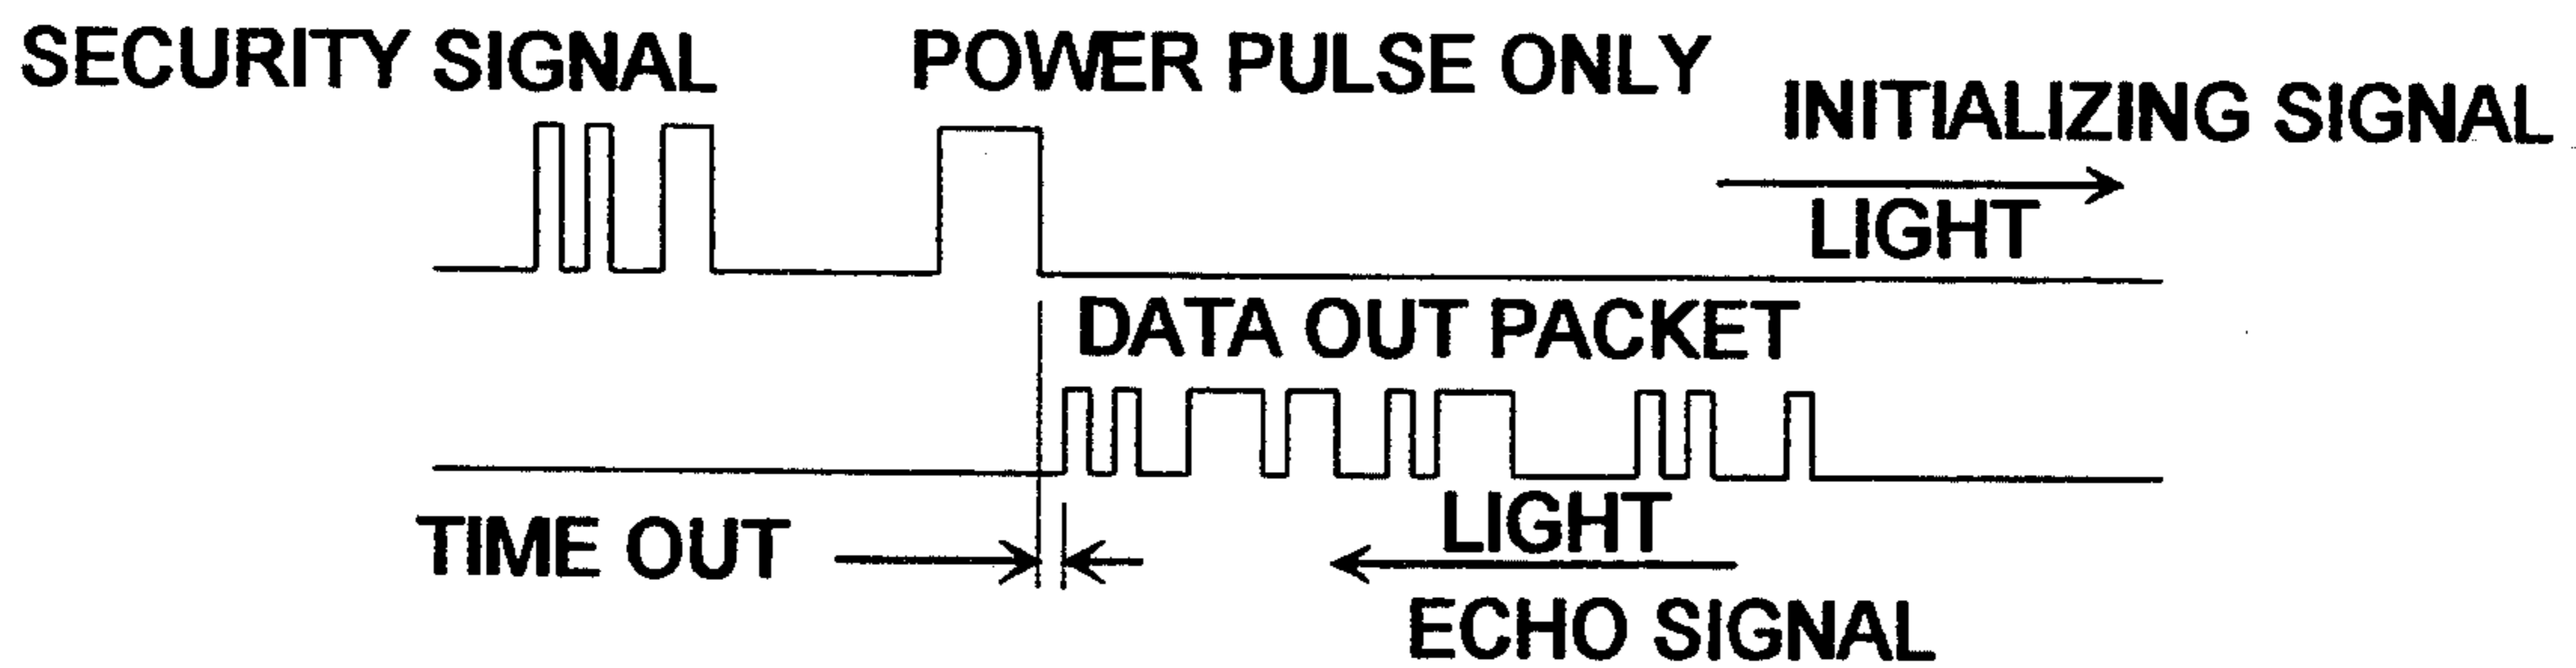 SECURITY SIGNAL
POWER PULSE ONLY
INITIALIZING SIGNAL
LIGHT
DATA OUT PACKET
TIME OUT
LIGHT
ECHO SIGNAL